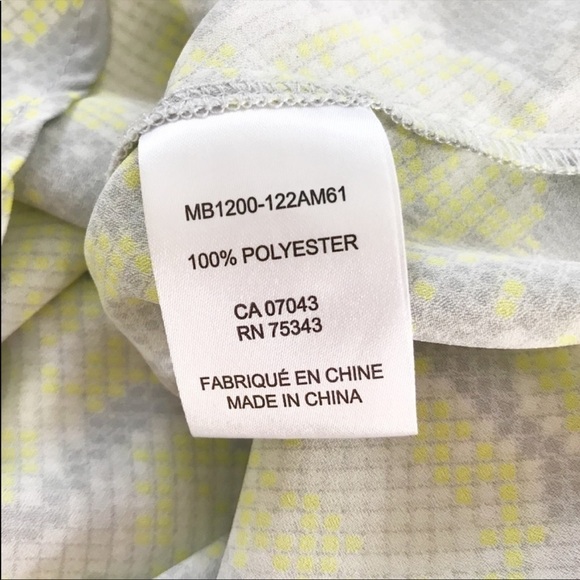 MB1200-122AM61
100% POLYESTER
CA 07043
RN 75343
FABRIQUÉ EN CHINE
MADE IN CHINA